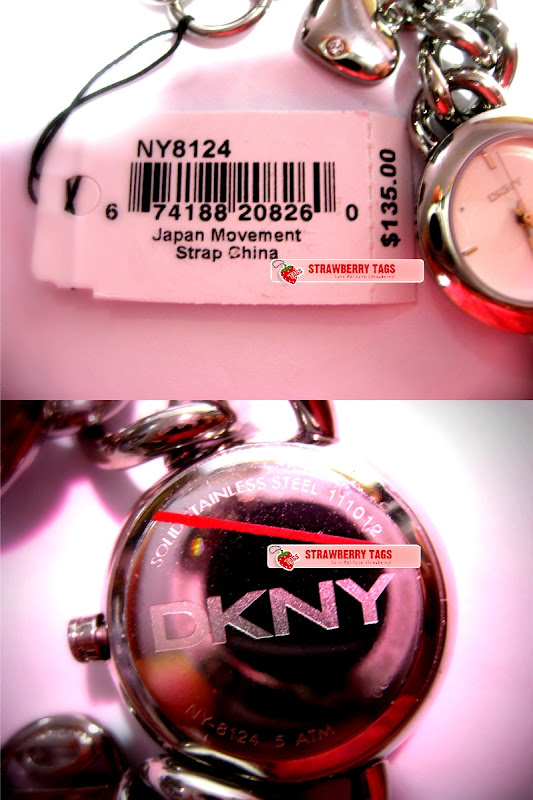 NY8124
6 74188 20826 0
Japan Movement
Strap China
$135.00
DKNY
STRAWBERRY TAGS
SOLID STAINLESS STEEL 111012
STRAWBERRY TAGS
DKNY
NY-8124 5 ATM